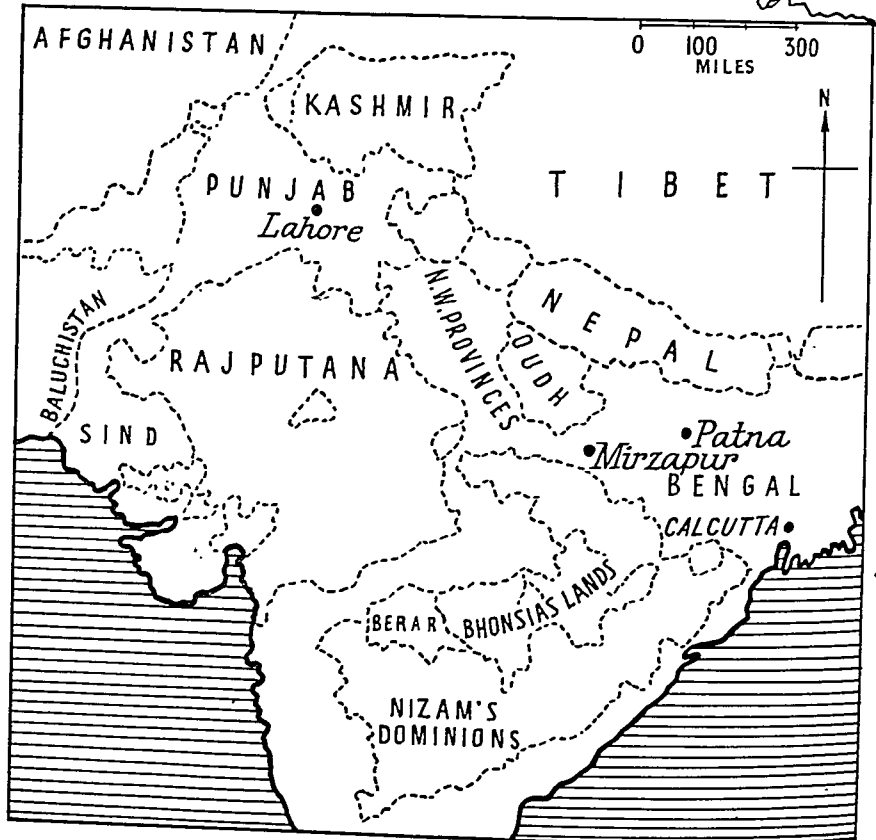 AFGHANISTAN
0 100 300
MILES
N
KASHMIR
TIBET
PUNJAB
Lahore
BALUCHISTAN
N.W. PROVINCES
NEPAL
OUDH
RAJPUTANA
SIND
Patna
Mirzapur
BENGAL
CALCUTTA
BERAR
BHONSIAS LANDS
NIZAM'S
DOMINIONS